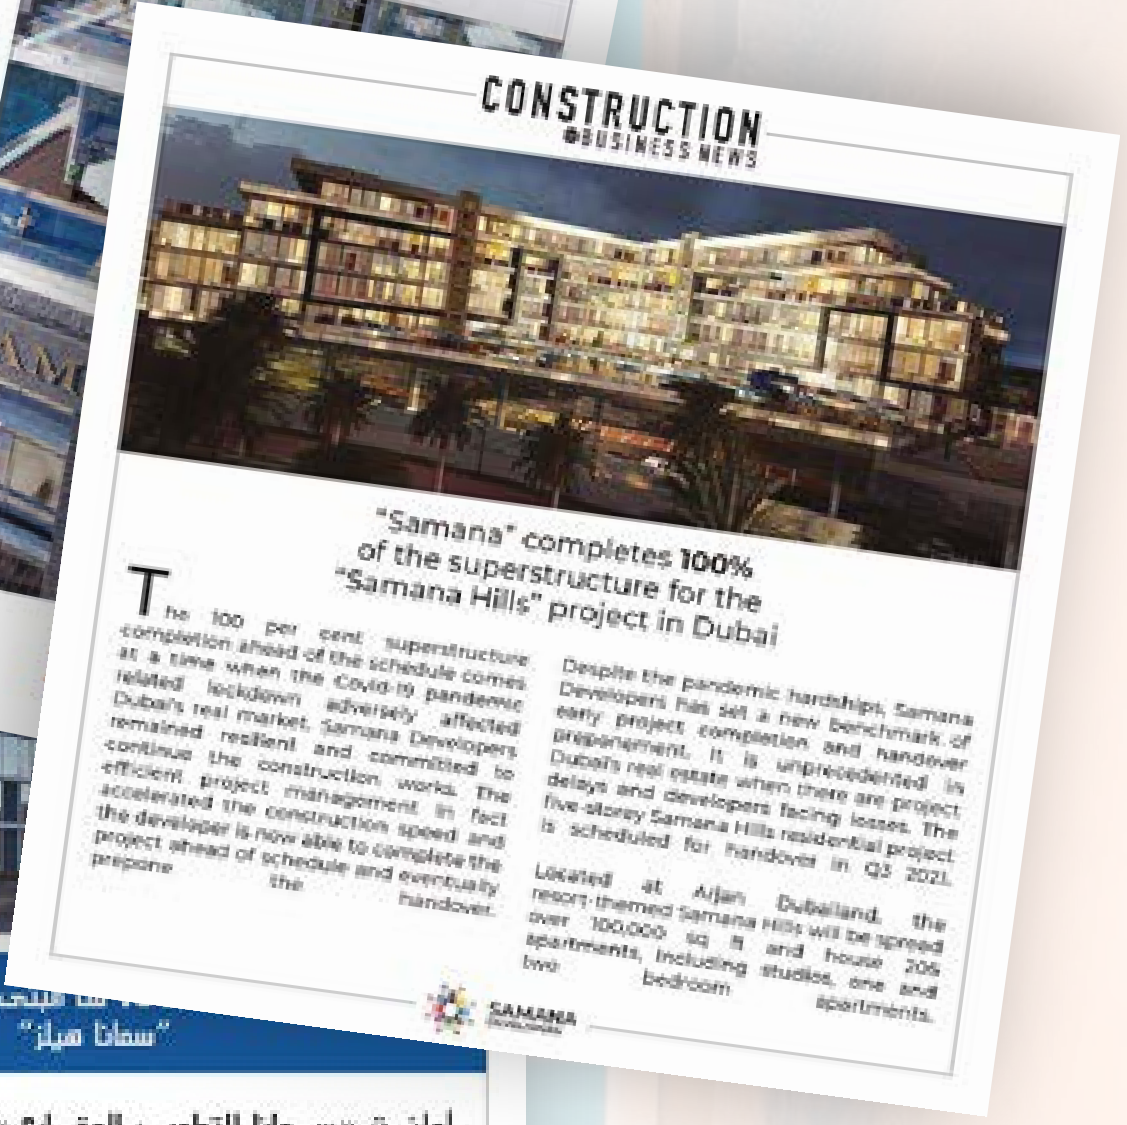 CONSTRUCTION
BUSINESS NEWS
“Samana” completes 100%
of the superstructure for the
“Samana Hills” project in Dubai
The 100 per cent superstructure
completion ahead of the schedule comes
at a time when the Covid-19 pandemic
related lockdown adversely affected
Dubai's real market. Samana Developers
remained resilient and committed to
continue the construction works. The
efficient project management in fact
accelerated the construction speed and
the developer is now able to complete the
project ahead of schedule and eventually
prepone the handover.
Despite the pandemic hardships, Samana
Developers has set a new benchmark of
early project completion and handover
preponement. It is unprecedented in
Dubai's real estate when there are project
delays and developers facing losses. The
five-storey Samana Hills residential project
is scheduled for handover in Q3 2021.
Located at Arjan Dubailand, the
resort-themed Samana Hills will be spread
over 100,000 sq ft and house 206
apartments, including studios, one and
two bedroom apartments.
SAMANA
DEVELOPERS
AM
"سمانا هيلز"